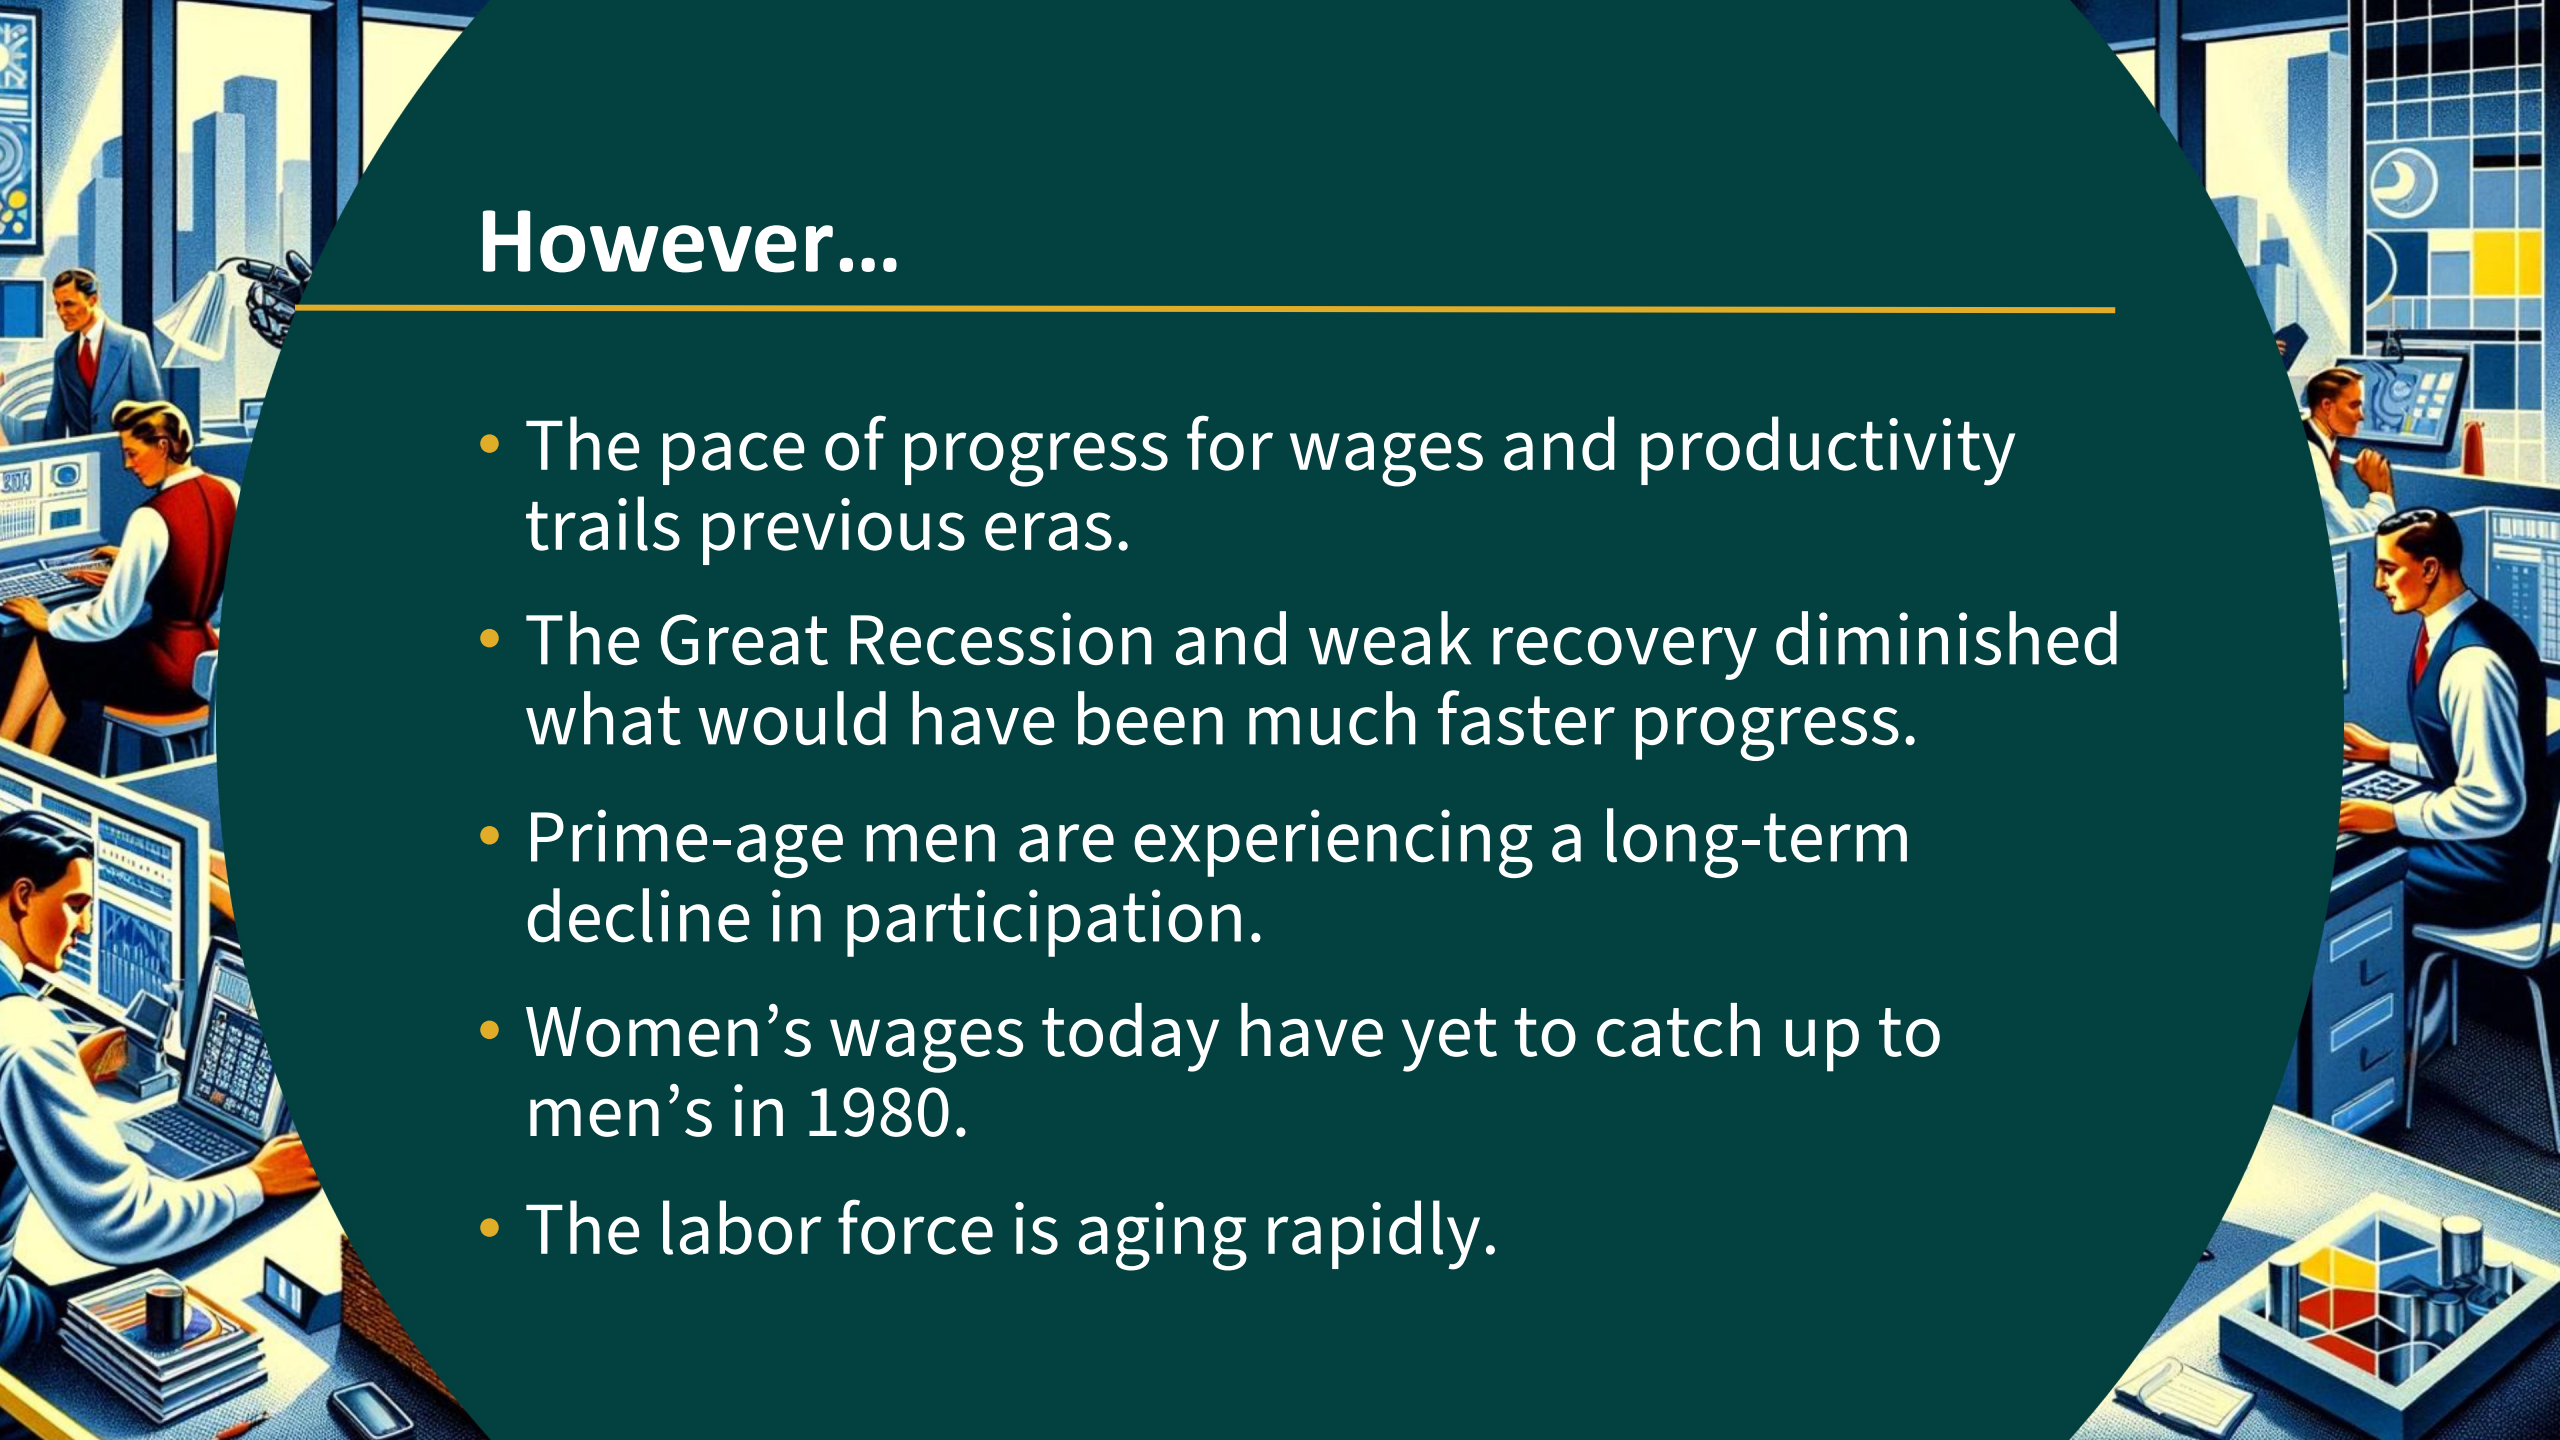 However...
• The pace of progress for wages and productivity
trails previous eras.
• The Great Recession and weak recovery diminished
what would have been much faster progress.
• Prime-age men are experiencing a long-term
decline in participation.
• Women’s wages today have yet to catch up to
men’s in 1980.
• The labor force is aging rapidly.